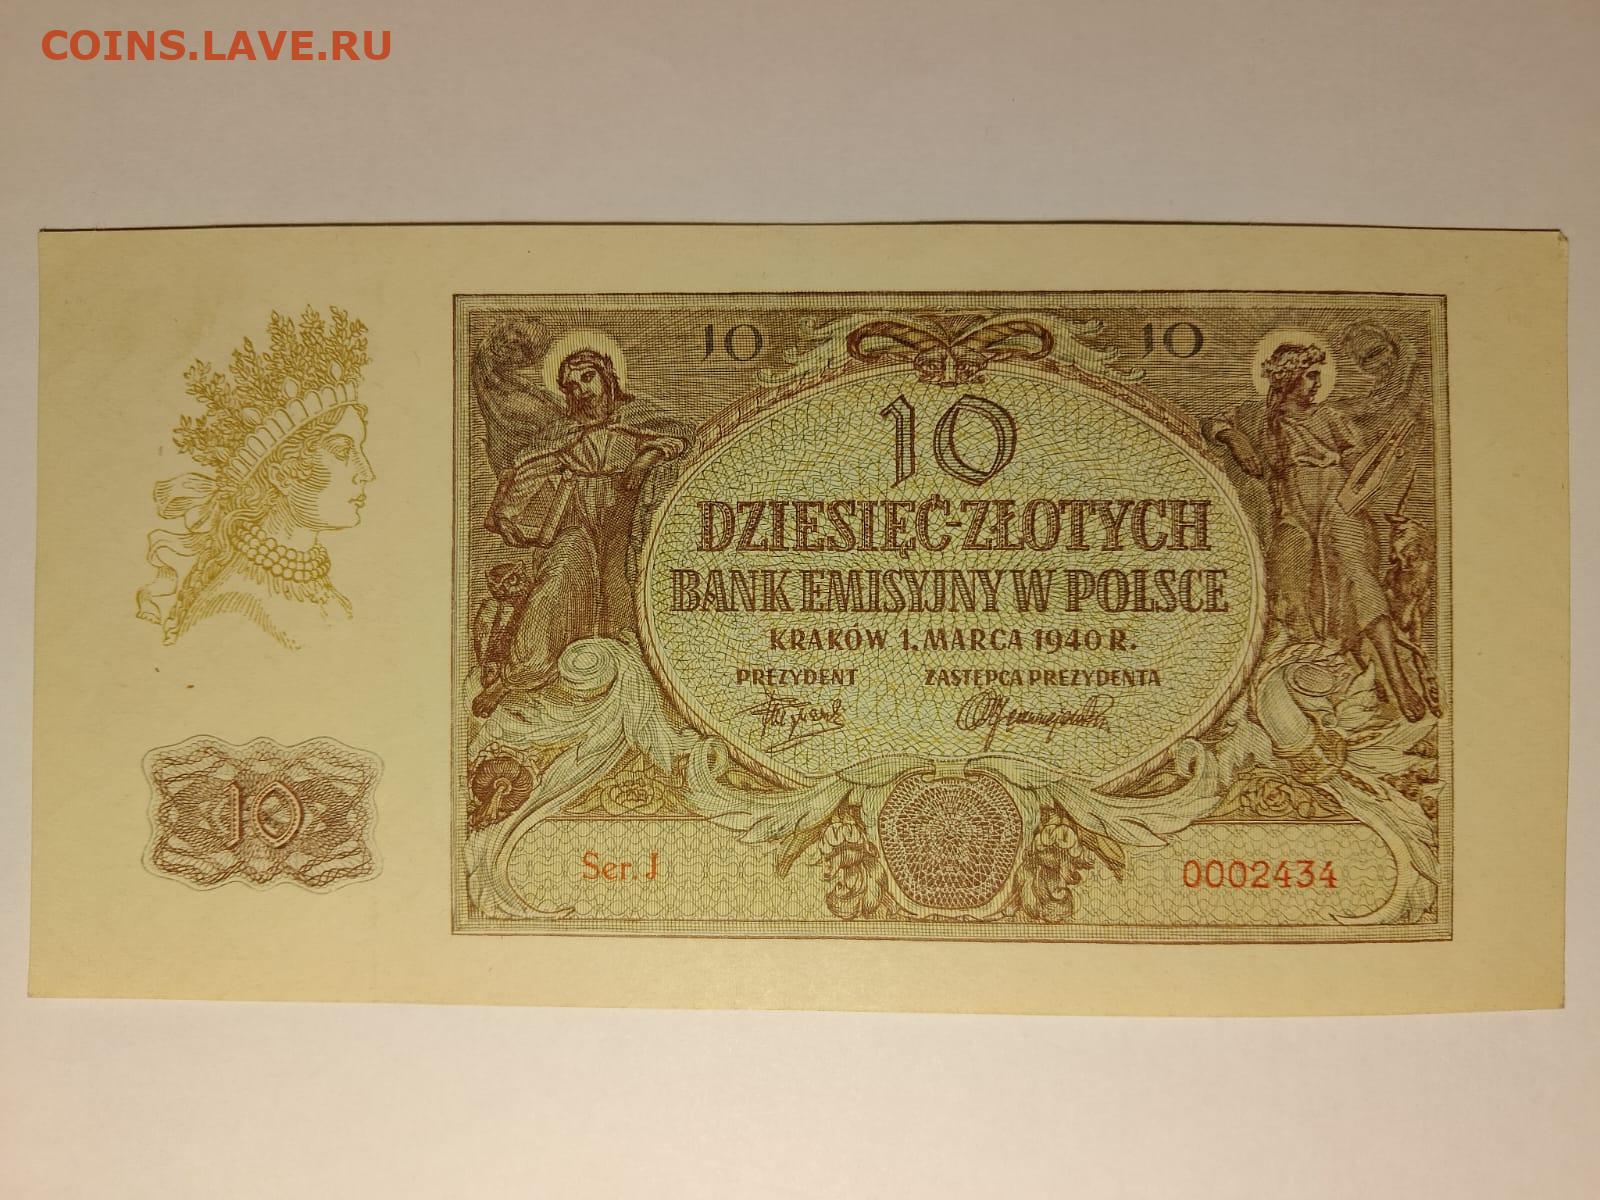 COINS.LAVE.RU
10 10
10
DZIESIĘĆ-ZŁOTYCH
BANK EMISYJNY W POLSCE
KRAKÓW 1. MARCA 1940 R.
PREZYDENT ZASTĘPCA PREZYDENTA
10
Ser. J 0002434